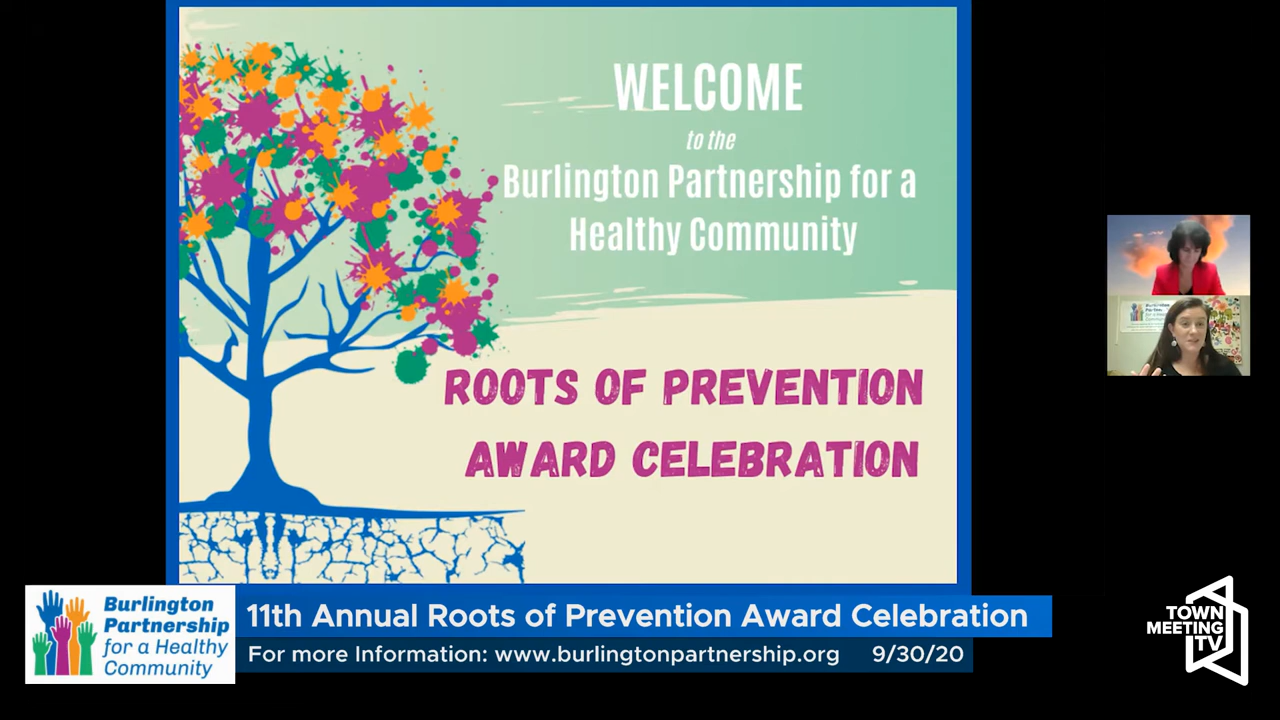 WELCOME
to the
Burlington Partnership for a
Healthy Community
ROOTS OF PREVENTION
AWARD CELEBRATION
Burlington
Partnership
for a Healthy
Community
11th Annual Roots of Prevention Award Celebration
For more Information: www.burlingtonpartnership.org 9/30/20
TOWN
MEETING
TV